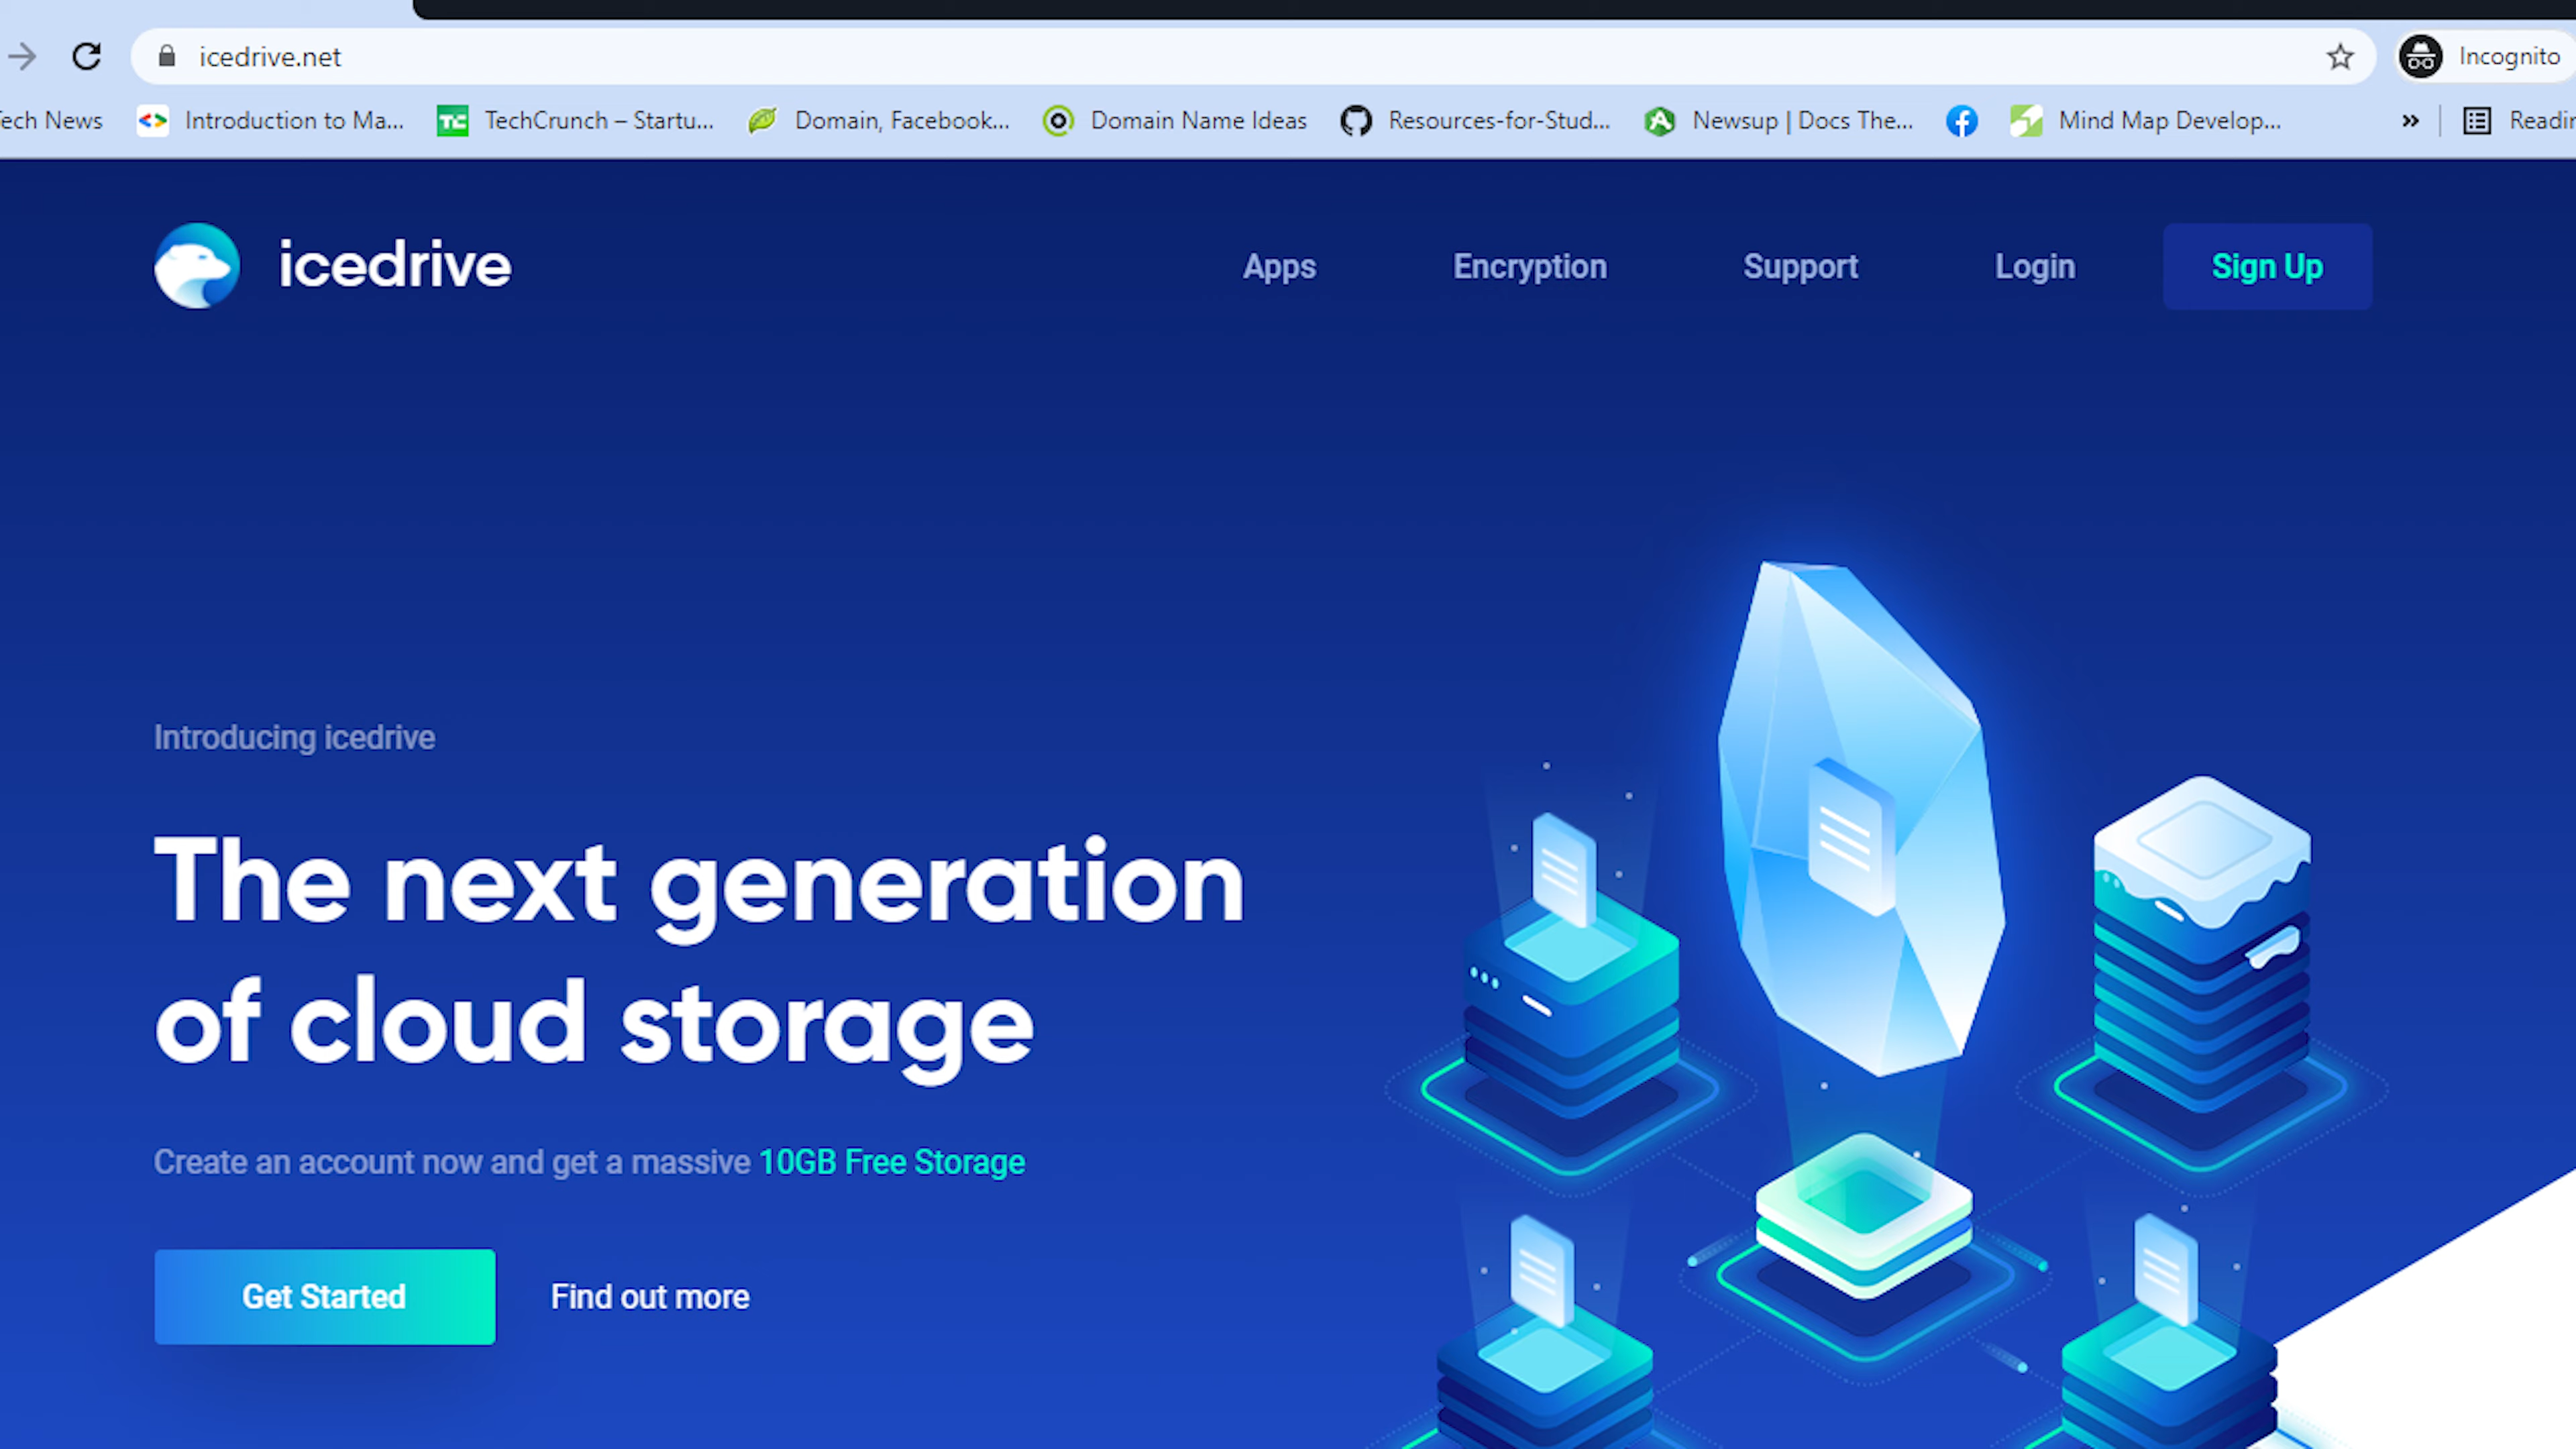 icedrive.net
Incognito
Tech News
Introduction to Ma...
TechCrunch – Startu...
Domain, Facebook...
Domain Name Ideas
Resources-for-Stud...
Newsup | Docs The...
Mind Map Develop...
»
icedrive
Apps
Encryption
Support
Login
Sign Up
Introducing icedrive
The next generation
of cloud storage
Create an account now and get a massive 10GB Free Storage
Get Started
Find out more